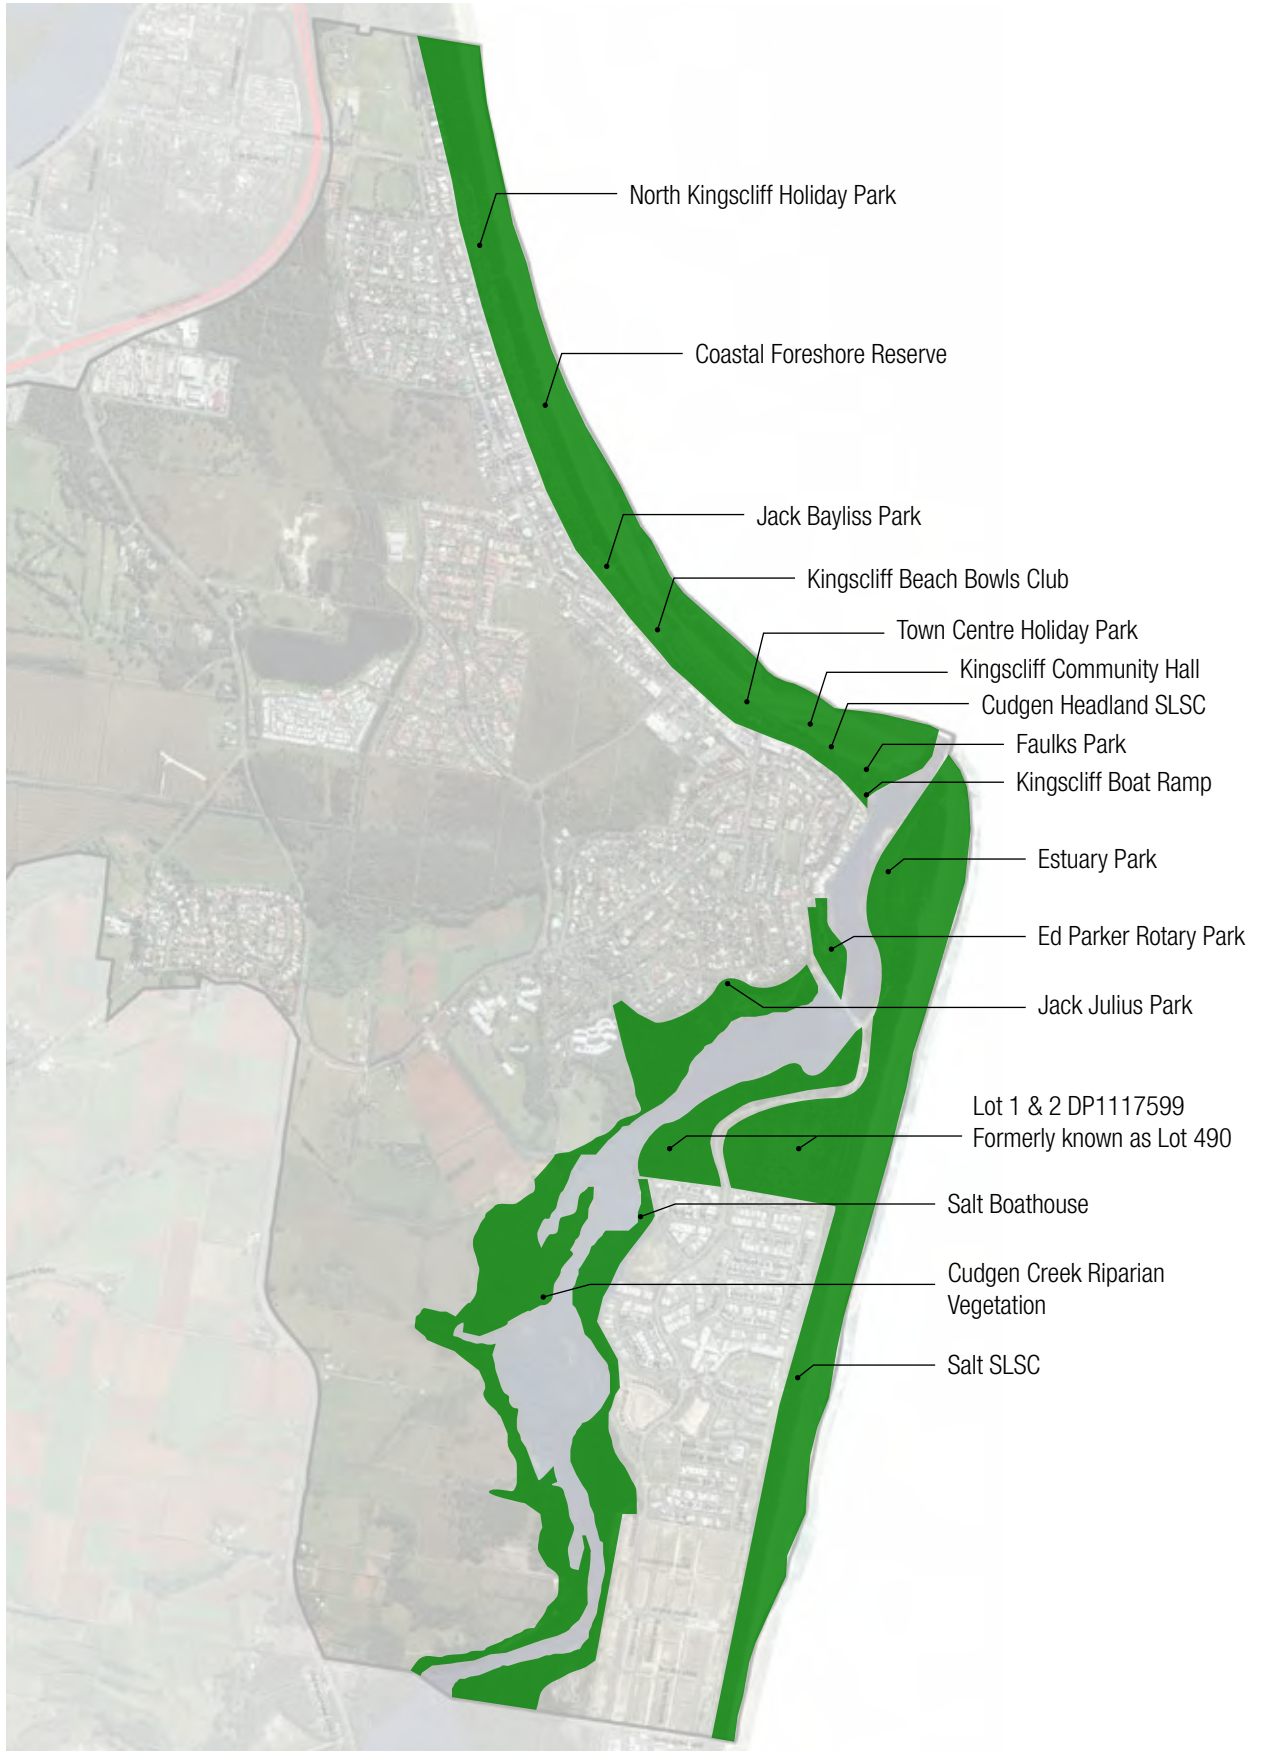 North Kingscliff Holiday Park
Coastal Foreshore Reserve
Jack Bayliss Park
Kingscliff Beach Bowls Club
Town Centre Holiday Park
Kingscliff Community Hall
Cudgen Headland SLSC
Faulks Park
Kingscliff Boat Ramp
Estuary Park
Ed Parker Rotary Park
Jack Julius Park
Lot 1 & 2 DP1117599
Formerly known as Lot 490
Salt Boathouse
Cudgen Creek Riparian
Vegetation
Salt SLSC